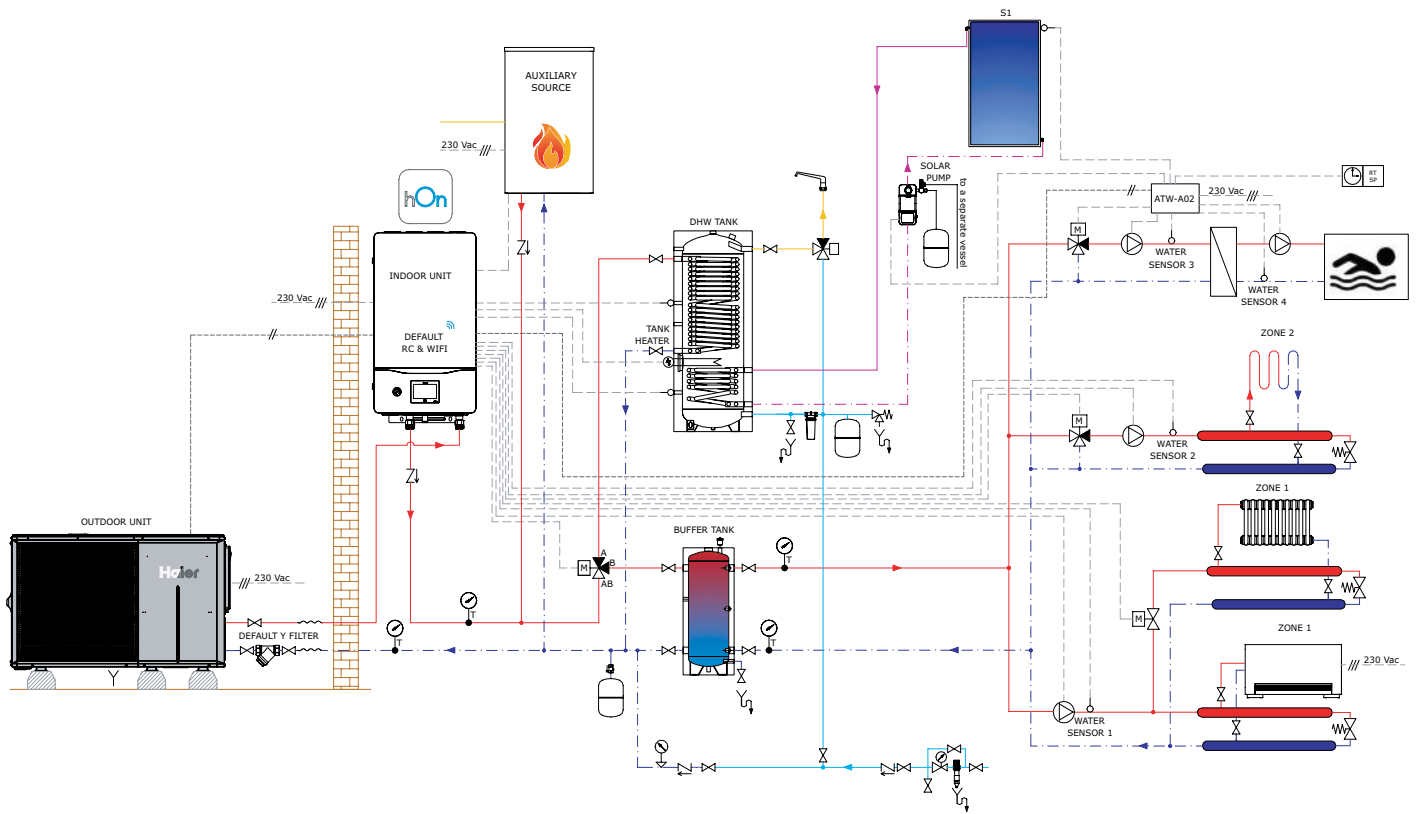 S1
AUXILIARY
SOURCE
230 Vac
hOn
SOLAR
PUMP
to a separate vessel
RT
SP
ATW-A02
230 Vac
DHW TANK
M
WATER
SENSOR 3
WATER
SENSOR 4
INDOOR UNIT
230 Vac
DEFAULT
RC & WIFI
TANK
HEATER
ZONE 2
M
WATER
SENSOR 2
ZONE 1
OUTDOOR UNIT
BUFFER TANK
Haier
230 Vac
A
M
B
AB
T
T
M
DEFAULT Y FILTER
T
T
ZONE 1
230 Vac
WATER
SENSOR 1